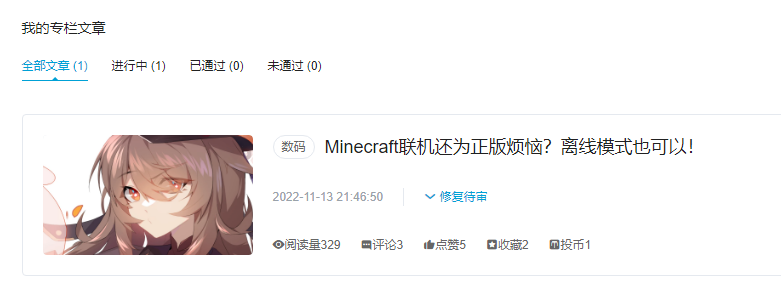 我的专栏文章
全部文章 (1) 进行中 (1) 已通过 (0) 未通过 (0)
数码 Minecraft联机还为正版烦恼？离线模式也可以！
2022-11-13 21:46:50 修复待审
阅读量329 评论3 点赞5 收藏2 投币1